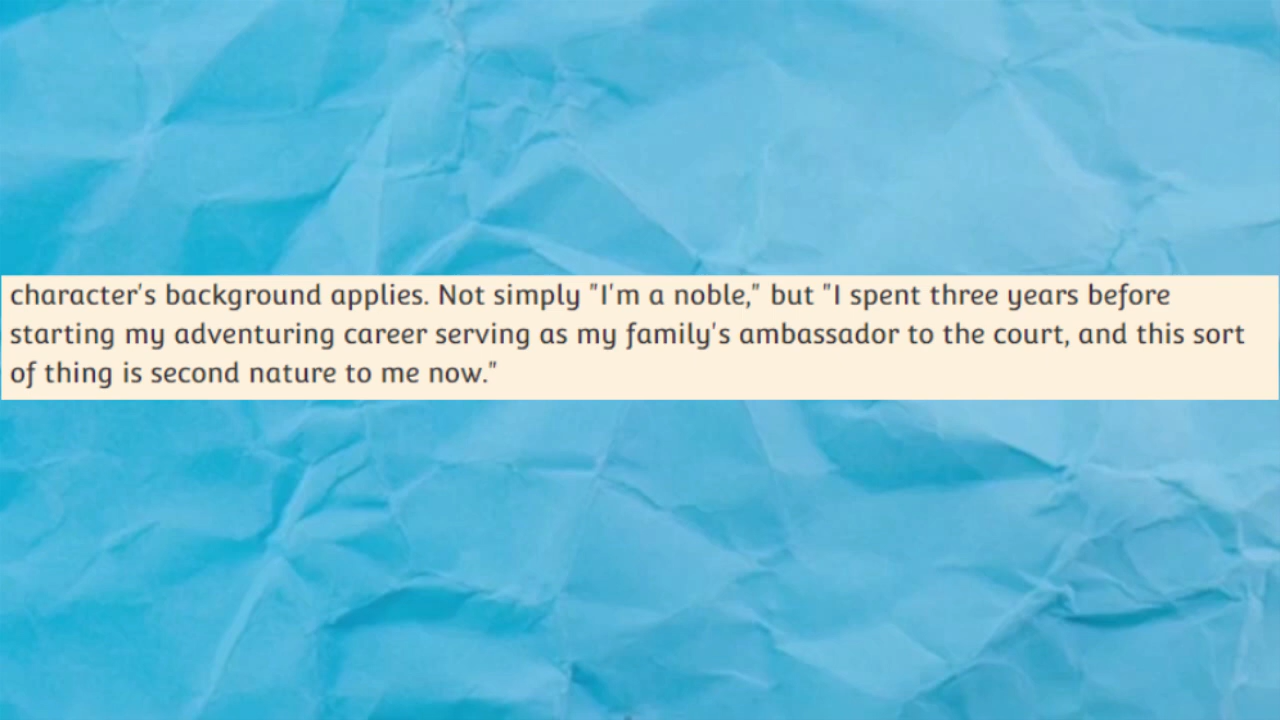 character's background applies. Not simply "I'm a noble," but "I spent three years before
starting my adventuring career serving as my family's ambassador to the court, and this sort
of thing is second nature to me now."